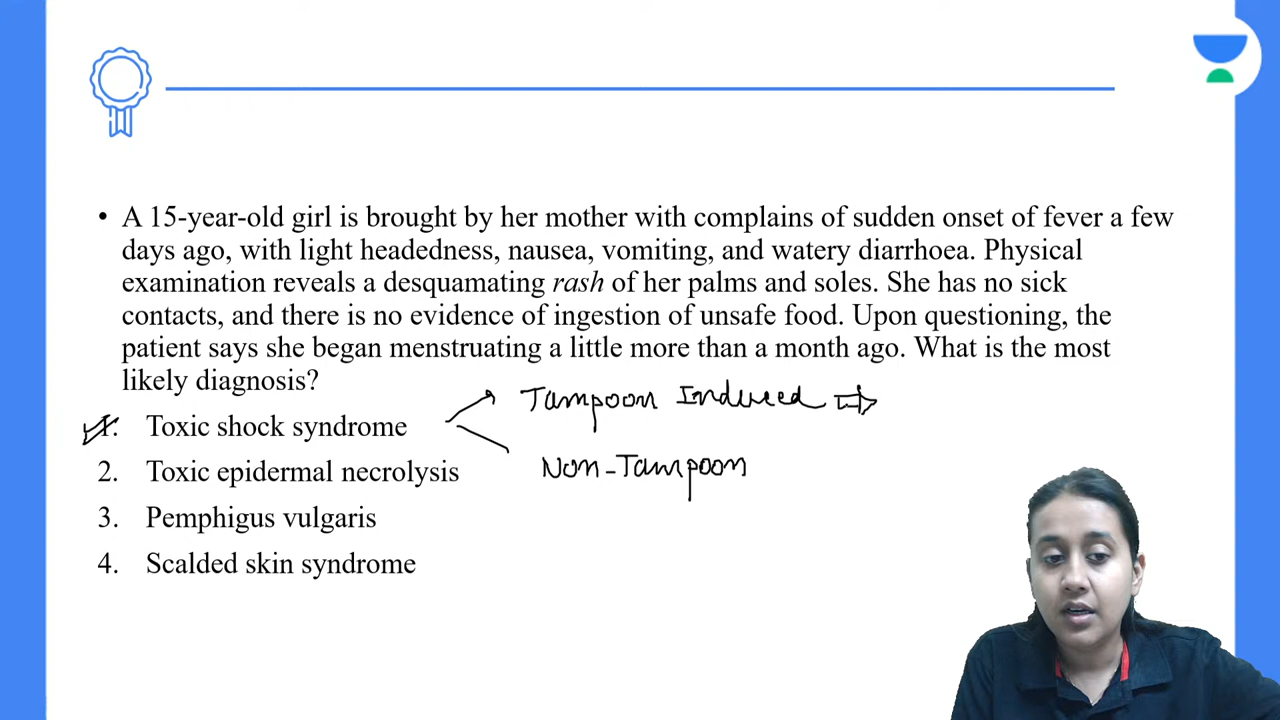 • A 15-year-old girl is brought by her mother with complains of sudden onset of fever a few
days ago, with light headedness, nausea, vomiting, and watery diarrhoea. Physical
examination reveals a desquamating rash of her palms and soles. She has no sick
contacts, and there is no evidence of ingestion of unsafe food. Upon questioning, the
patient says she began menstruating a little more than a month ago. What is the most
likely diagnosis?
Tampoon Induced ⇒
1. Toxic shock syndrome
Non-Tampoon
2. Toxic epidermal necrolysis
3. Pemphigus vulgaris
4. Scalded skin syndrome